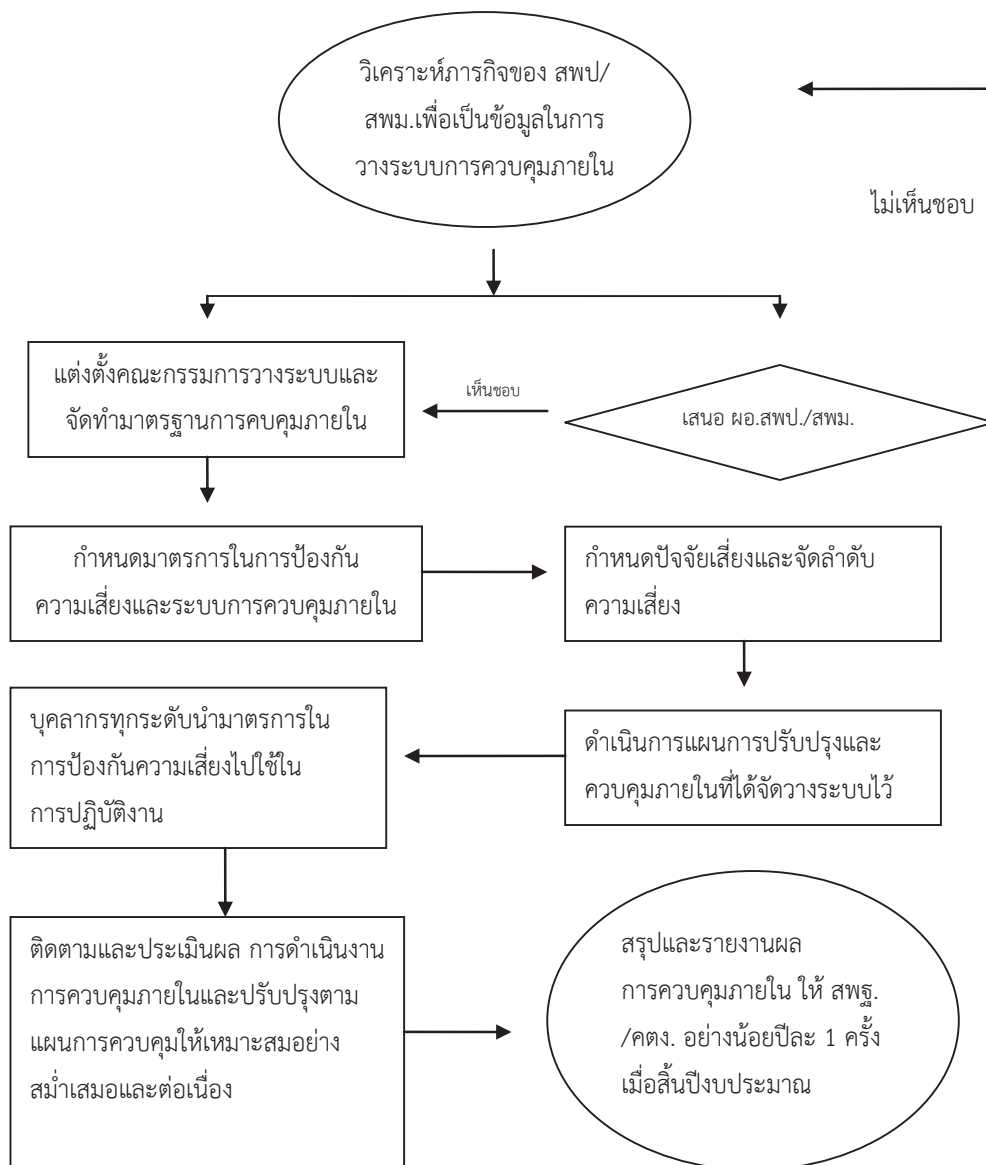 วิเคราะห์ภารกิจของ สพป/
สพม.เพื่อเป็นข้อมูลในการ
วางระบบการควบคุมภายใน
ไม่เห็นชอบ
แต่งตั้งคณะกรรมการวางระบบและ
จัดทำมาตรฐานการคบคุมภายใน
เห็นชอบ
เสนอ ผอ.สพป./สพม.
กำหนดมาตรการในการป้องกัน
ความเสี่ยงและระบบการควบคุมภายใน
กำหนดปัจจัยเสี่ยงและจัดลำดับ
ความเสี่ยง
บุคลากรทุกระดับนำมาตรการใน
การป้องกันความเสี่ยงไปใช้ใน
การปฏิบัติงาน
ดำเนินการแผนการปรับปรุงและ
ควบคุมภายในที่ได้จัดวางระบบไว้
ติดตามและประเมินผล การดำเนินงาน
การควบคุมภายในและปรับปรุงตาม
แผนการควบคุมให้เหมาะสมอย่าง
สม่ำเสมอและต่อเนื่อง
สรุปและรายงานผล
การควบคุมภายใน ให้ สพฐ.
/คตง. อย่างน้อยปีละ 1 ครั้ง
เมื่อสิ้นปีงบประมาณ